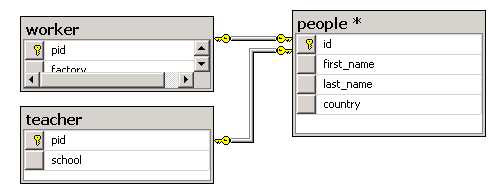 worker
pid
factory
teacher
pid
school
people *
id
first_name
last_name
country